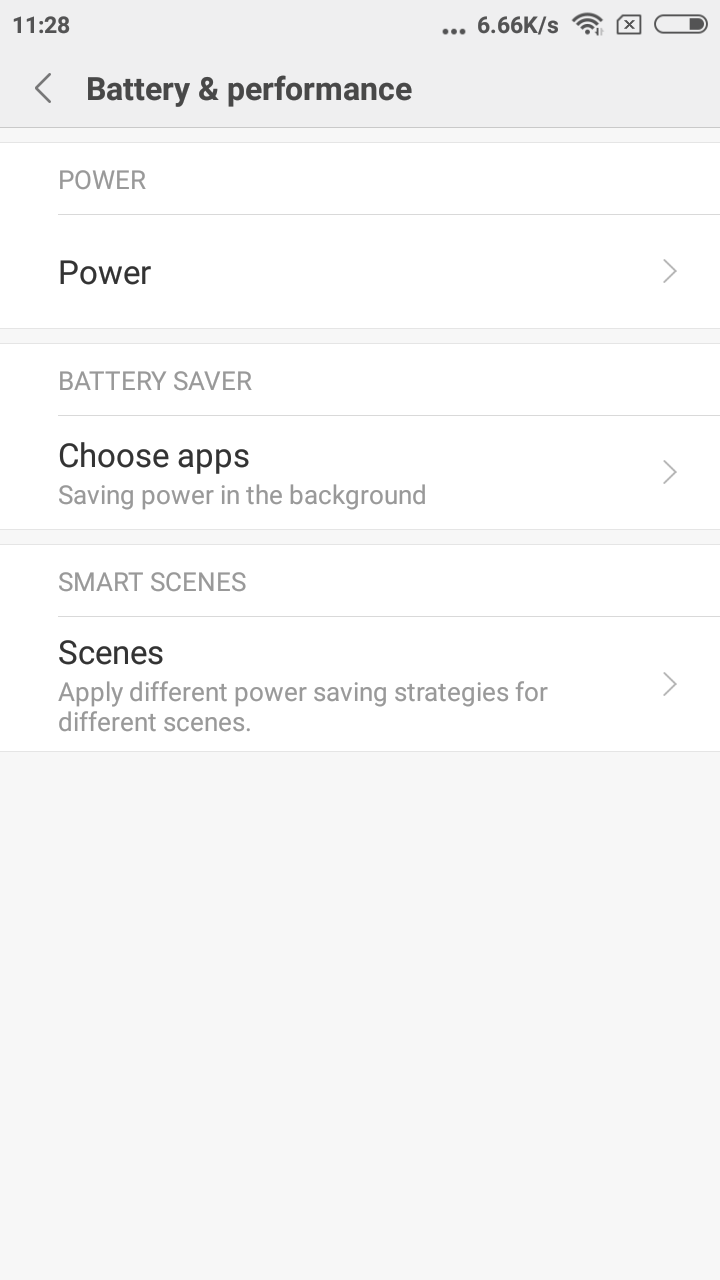 11:28 ... 6.66K/s
Battery & performance
POWER
Power
BATTERY SAVER
Choose apps
Saving power in the background
SMART SCENES
Scenes
Apply different power saving strategies for
different scenes.